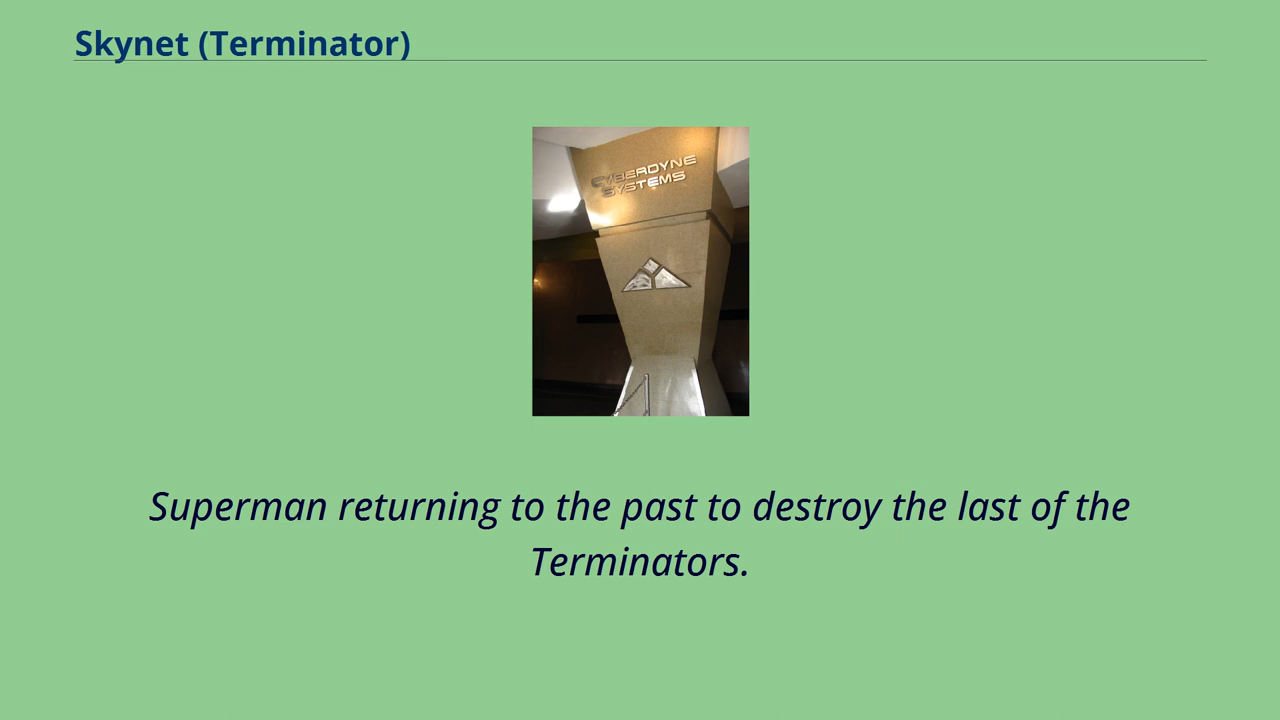 Skynet (Terminator)
CYBERDYNE
SYSTEMS
Superman returning to the past to destroy the last of the
Terminators.